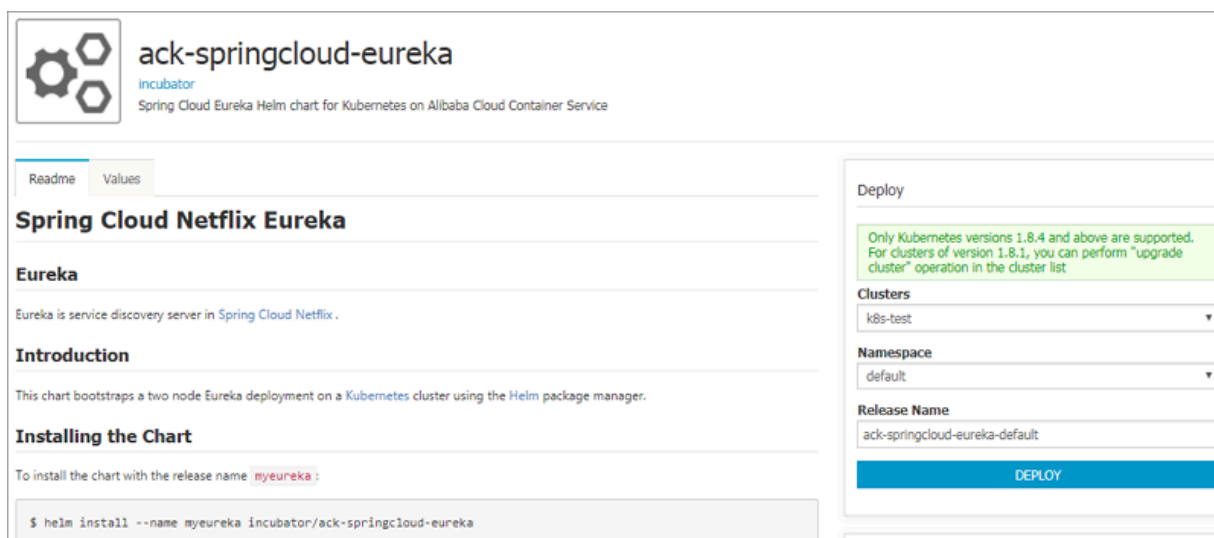 ack-springcloud-eureka
incubator
Spring Cloud Eureka Helm chart for Kubernetes on Alibaba Cloud Container Service
Readme
Values
Spring Cloud Netflix Eureka
Eureka
Eureka is service discovery server in Spring Cloud Netflix .
Introduction
This chart bootstraps a two node Eureka deployment on a Kubernetes cluster using the Helm package manager.
Installing the Chart
To install the chart with the release name myeureka :
$ helm install --name myeureka incubator/ack-springcloud-eureka
Deploy
Only Kubernetes versions 1.8.4 and above are supported.
For clusters of version 1.8.1, you can perform "upgrade
cluster" operation in the cluster list
Clusters
k8s-test
Namespace
default
Release Name
ack-springcloud-eureka-default
DEPLOY